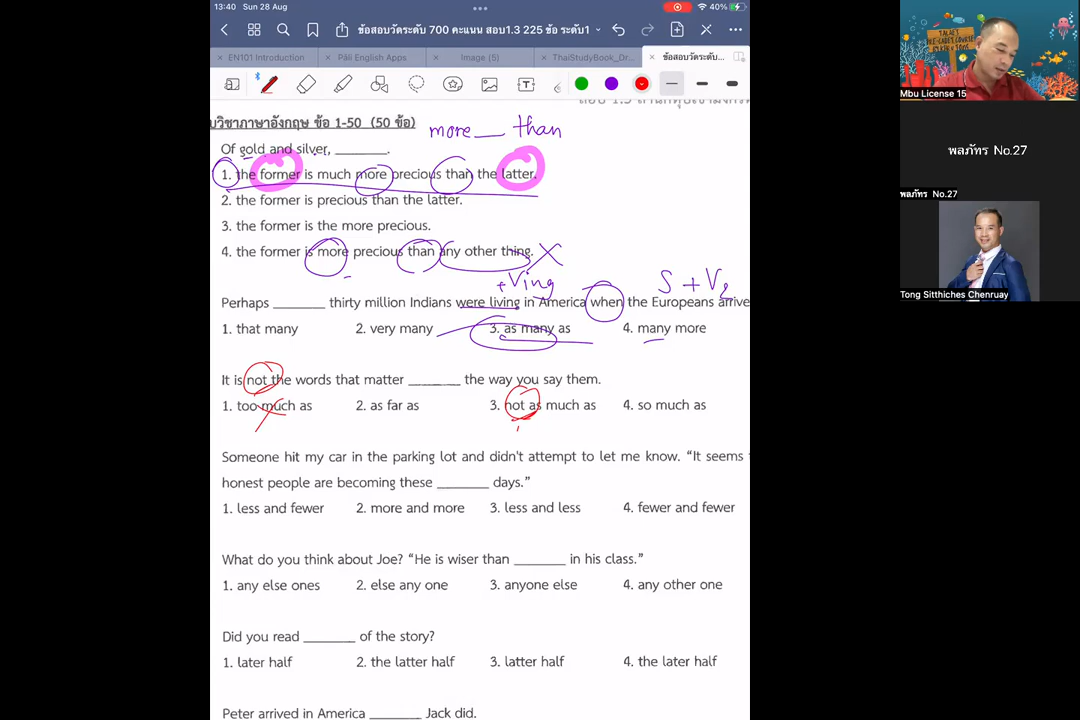 13:40 Sun 28 Aug
40%
ข้อสอบวัดระดับ 700 คะแนน สอบ1.3 225 ข้อ ระดับ1
EN101 Introduction
Pāḷi English Apps
Image (5)
ThaiStudyBook_Dr...
ข้อสอบวัดระดับ...
บวิชาภาษาอังกฤษ ข้อ 1-50 (50 ข้อ)
more ___ than
Of gold and silver, _______.
1. the former is much more precious than the latter.
2. the former is precious than the latter.
3. the former is the more precious.
4. the former is more precious than any other thing.
+Ving
S + V2
Perhaps _______ thirty million Indians were living in America when the Europeans arrive
1. that many 2. very many 3. as many as 4. many more
It is not the words that matter _______ the way you say them.
1. too much as 2. as far as 3. not as much as 4. so much as
Someone hit my car in the parking lot and didn't attempt to let me know. "It seems
honest people are becoming these _______ days."
1. less and fewer 2. more and more 3. less and less 4. fewer and fewer
What do you think about Joe? "He is wiser than _______ in his class."
1. any else ones 2. else any one 3. anyone else 4. any other one
Did you read _______ of the story?
1. later half 2. the latter half 3. latter half 4. the later half
Peter arrived in America _______ Jack did.
Mbu License 15
พลภัทร No.27
พลภัทร No.27
Tong Sitthiches Chenruay